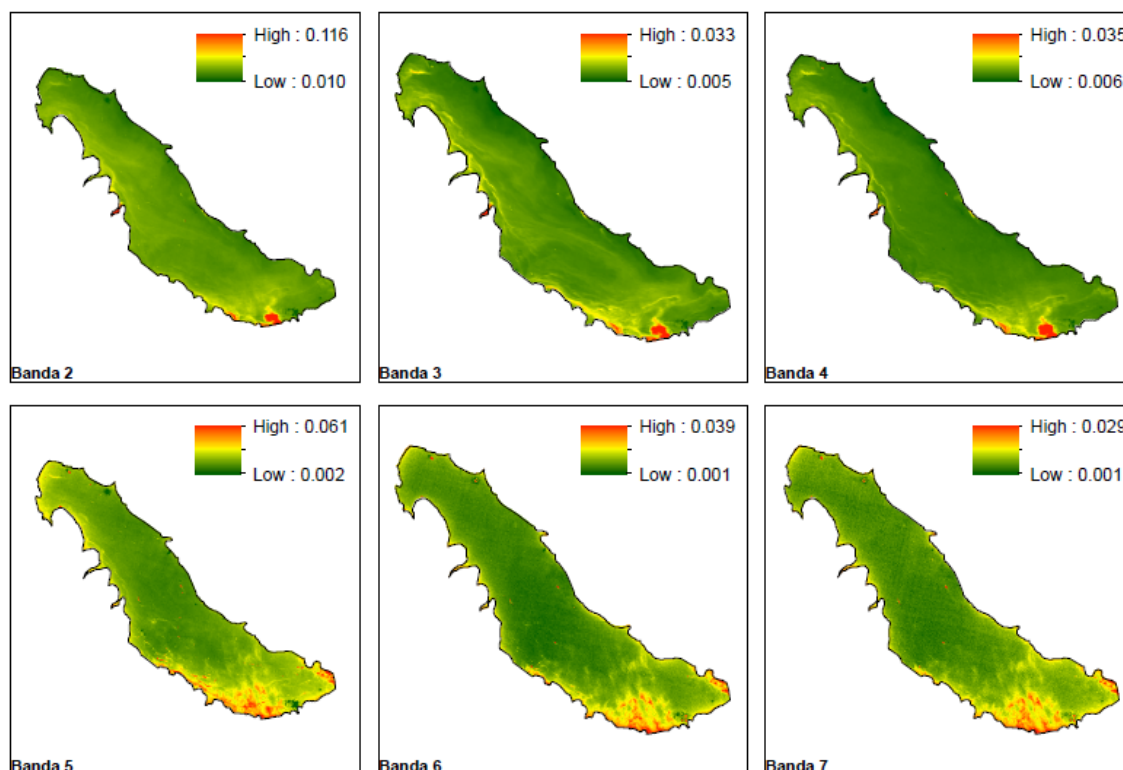 High : 0.116
Low : 0.010
Banda 2
High : 0.033
Low : 0.005
Banda 3
High : 0.035
Low : 0.006
Banda 4
High : 0.061
Low : 0.002
Banda 5
High : 0.039
Low : 0.001
Banda 6
High : 0.029
Low : 0.001
Banda 7